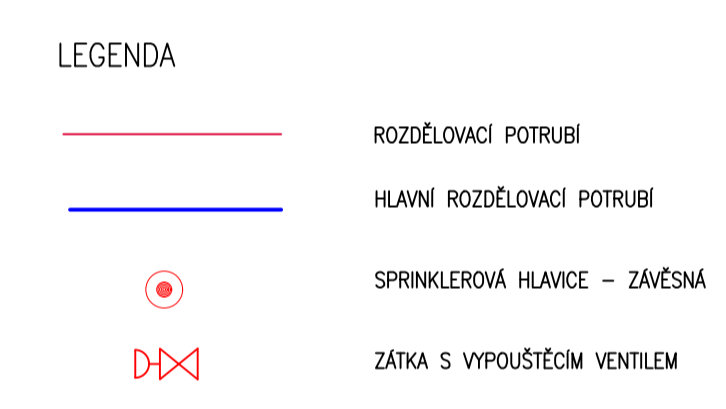 LEGENDA
ROZDĚLOVACÍ POTRUBÍ
HLAVNÍ ROZDĚLOVACÍ POTRUBÍ
SPRINKLEROVÁ HLAVICE – ZÁVĚSNÁ
ZÁTKA S VYPOUŠTĚCÍM VENTILEM